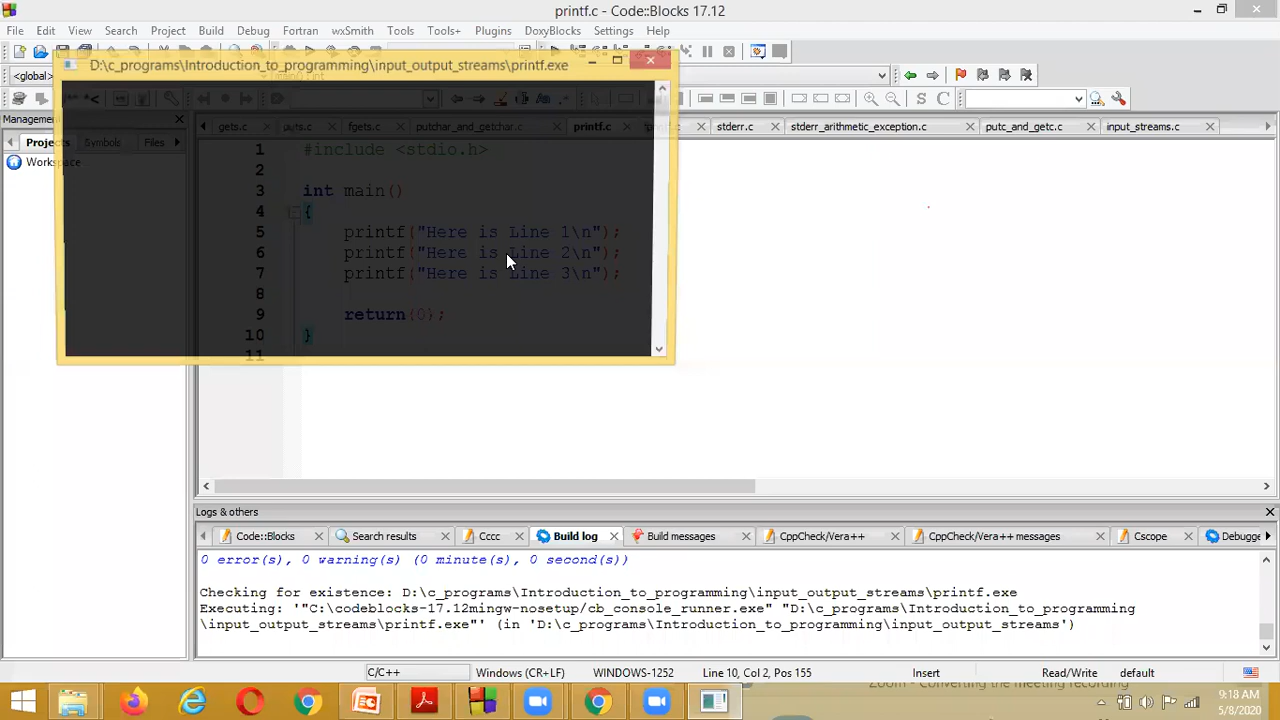 printf.c - Code::Blocks 17.12
File Edit View Search Project Build Debug Fortran wxSmith Tools Tools+ Plugins DoxyBlocks Settings Help
D:\c_programs\Introduction_to_programming\input_output_streams\printf.exe
<global>
S C
Management
Projects Symbols Files
Workspace
gets.c puts.c fgets.c putchar_and_getchar.c printf.c stderr.c stderr_arithmetic_exception.c putc_and_getc.c input_streams.c
1 #include <stdio.h>
2
3 int main()
4 {
5 printf("Here is Line 1\n");
6 printf("Here is Line 2\n");
7 printf("Here is Line 3\n");
8
9 return(0);
10 }
11
Logs & others
Code::Blocks Search results Cccc Build log Build messages CppCheck/Vera++ CppCheck/Vera++ messages Cscope Debugge
0 error(s), 0 warning(s) (0 minute(s), 0 second(s))
Checking for existence: D:\c_programs\Introduction_to_programming\input_output_streams\printf.exe
Executing: '"C:\codeblocks-17.12mingw-nosetup/cb_console_runner.exe" "D:\c_programs\Introduction_to_programming
\input_output_streams\printf.exe"' (in 'D:\c_programs\Introduction_to_programming\input_output_streams')
C/C++ Windows (CR+LF) WINDOWS-1252 Line 10, Col 2, Pos 155 Insert Read/Write default
Zoom - Converting the meeting recording
9:18 AM
5/8/2020